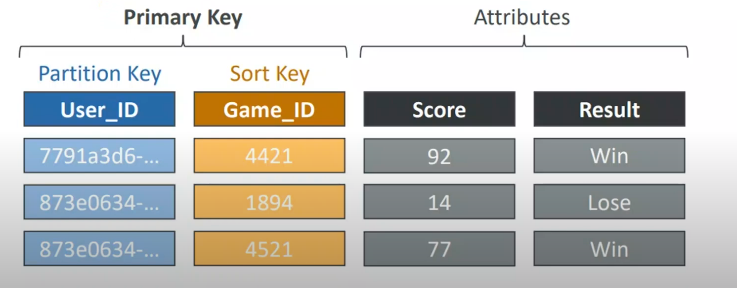 Primary Key Attributes
Partition Key Sort Key
User_ID Game_ID Score Result
7791a3d6-... 4421 92 Win
873e0634-... 1894 14 Lose
873e0634-... 4521 77 Win